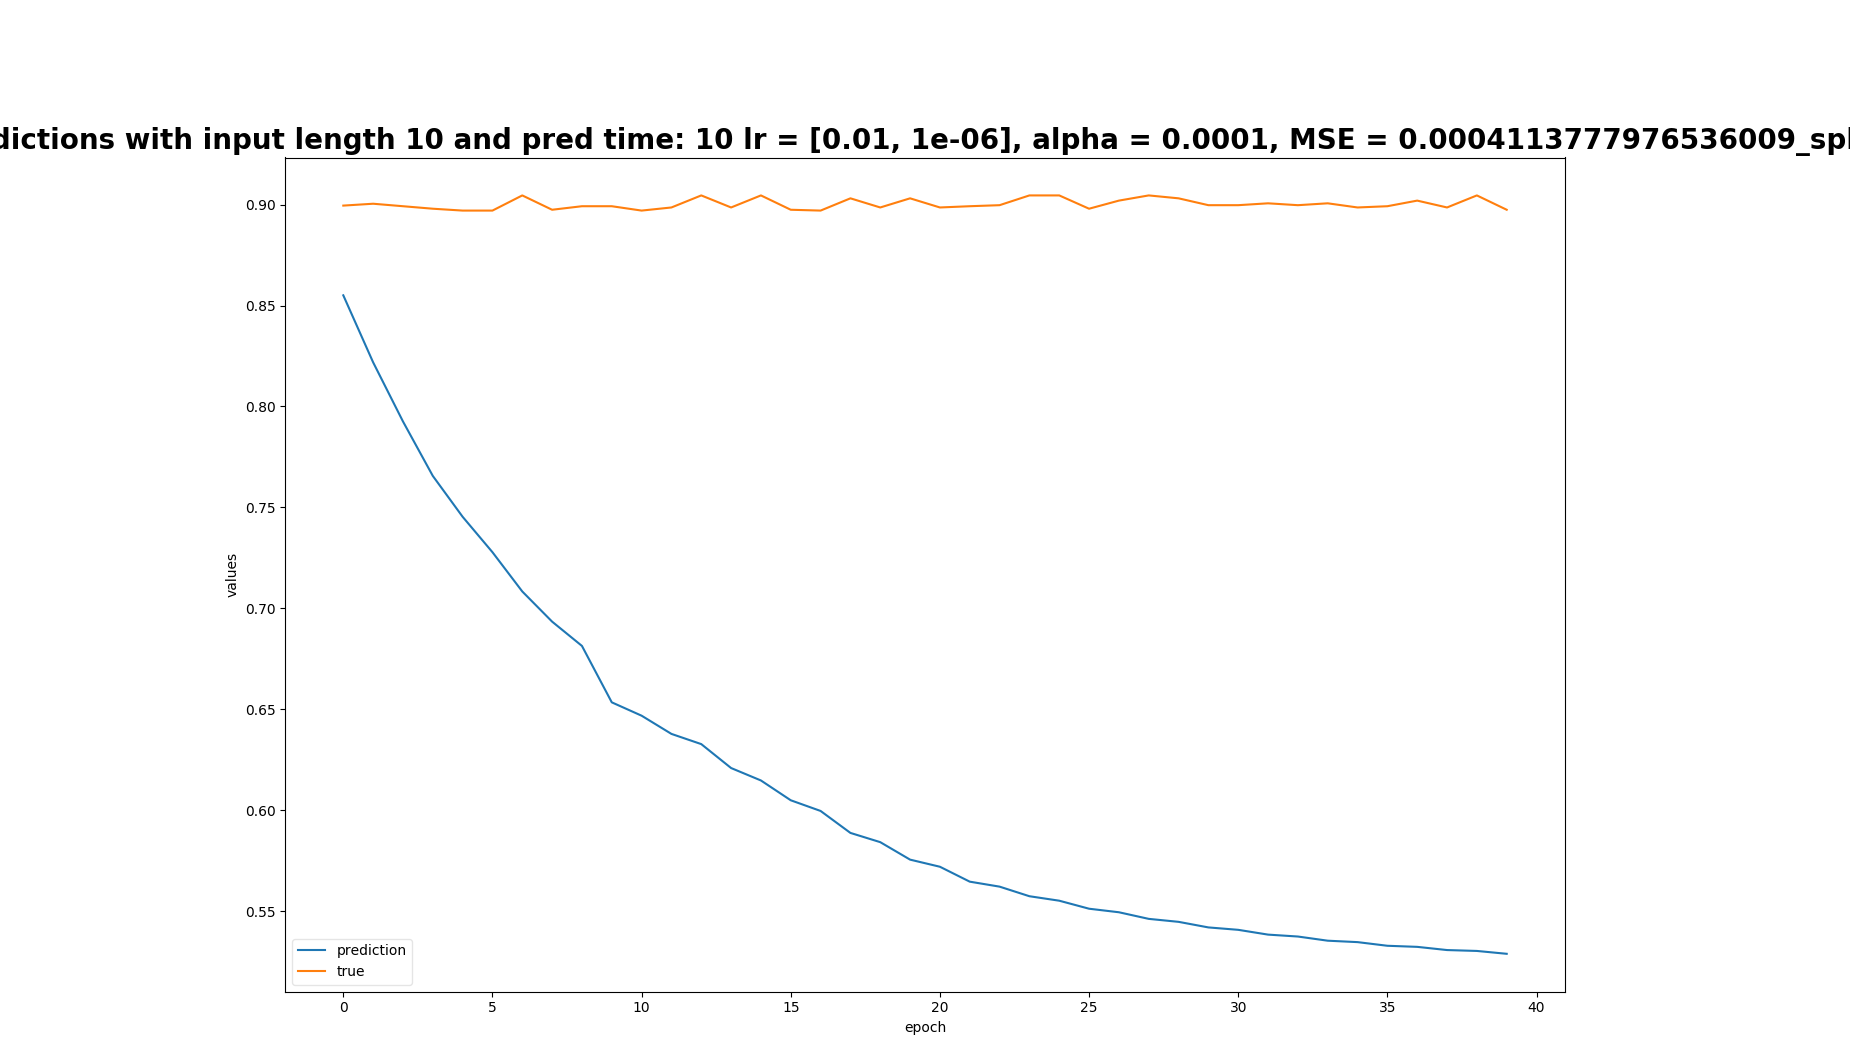 dictions with input length 10 and pred time: 10 lr = [0.01, 1e-06], alpha = 0.0001, MSE = 0.0004113777976536009_spl
0.90
0.85
0.80
0.75
0.70
0.65
0.60
0.55
values
prediction
true
0 5 10 15 20 25 30 35 40
epoch